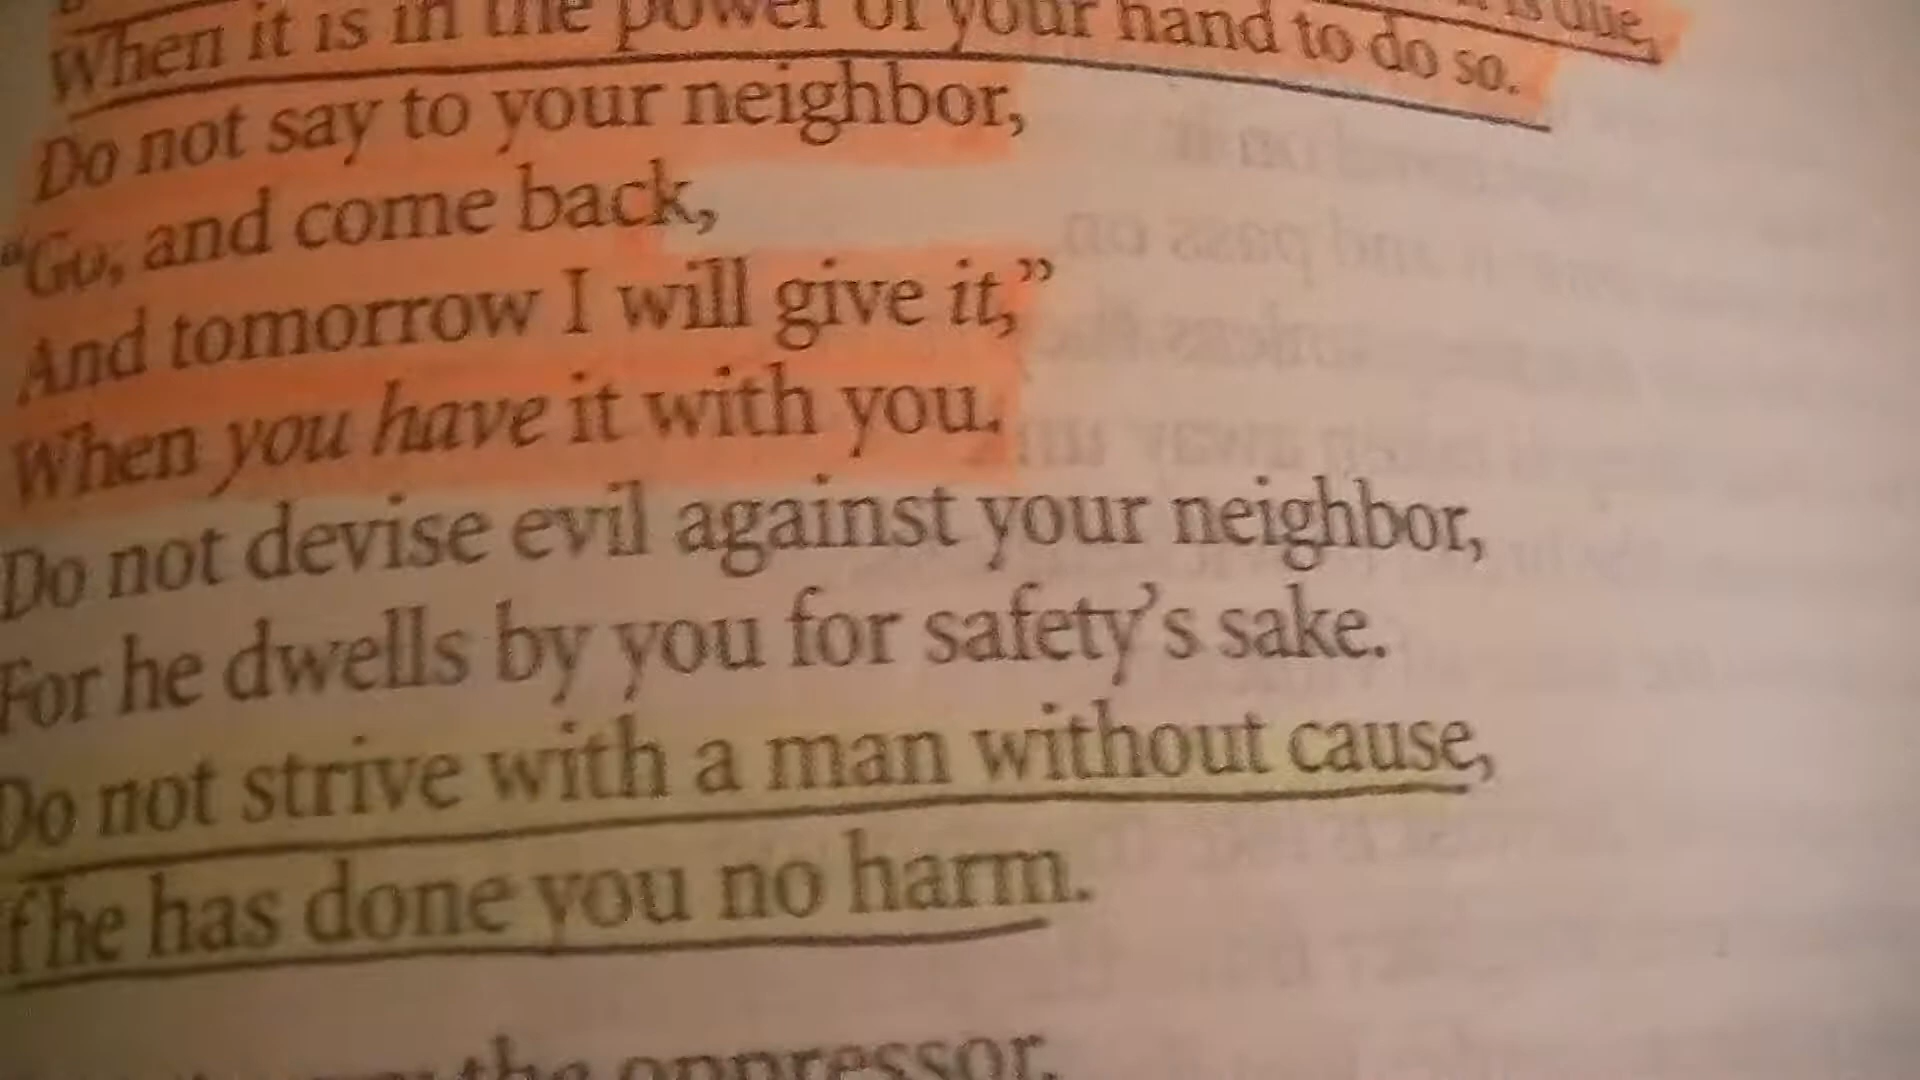 is due,
When it is in the power of your hand to do so.
Do not say to your neighbor,
“Go, and come back,
And tomorrow I will give it,”
When you have it with you.
Do not devise evil against your neighbor,
For he dwells by you for safety’s sake.
Do not strive with a man without cause,
f he has done you no harm.
the oppressor,